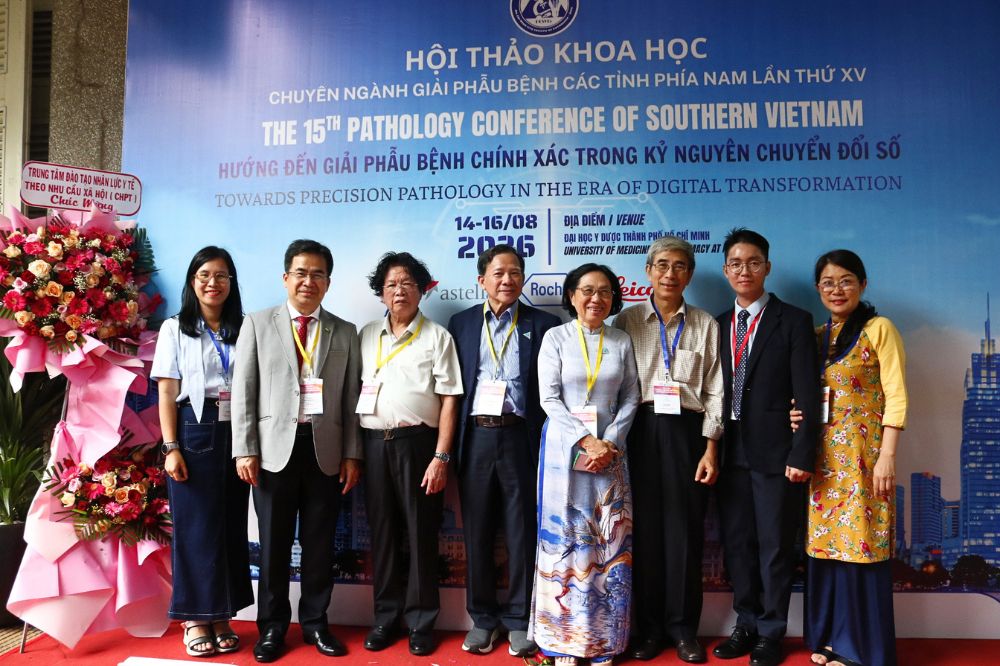 HỘI THẢO KHOA HỌC
CHUYÊN NGÀNH GIẢI PHẪU BỆNH CÁC TỈNH PHÍA NAM LẦN THỨ XV
THE 15TH PATHOLOGY CONFERENCE OF SOUTHERN VIETNAM
HƯỚNG ĐẾN GIẢI PHẪU BỆNH CHÍNH XÁC TRONG KỶ NGUYÊN CHUYỂN ĐỔI SỐ
TOWARDS PRECISION PATHOLOGY IN THE ERA OF DIGITAL TRANSFORMATION
14-16/08
2026
ĐỊA ĐIỂM / VENUE
ĐẠI HỌC Y DƯỢC THÀNH PHỐ HỒ CHÍ MINH
UNIVERSITY OF MEDICIN
MACY AT
astell
Roch
eica
TRUNG TÂM ĐÀO TẠO NHÂN LỰC Y TẾ
THEO NHU CẦU XÃ HỘI ( CHPT )
Chúc Mừng